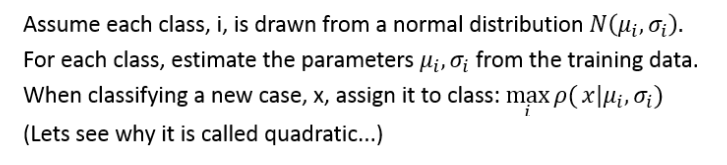 Assume each class, i, is drawn from a normal distribution N(μᵢ, σᵢ).
For each class, estimate the parameters μᵢ, σᵢ from the training data.
When classifying a new case, x, assign it to class: max ρ(x|μᵢ, σᵢ)
i
(Lets see why it is called quadratic...)